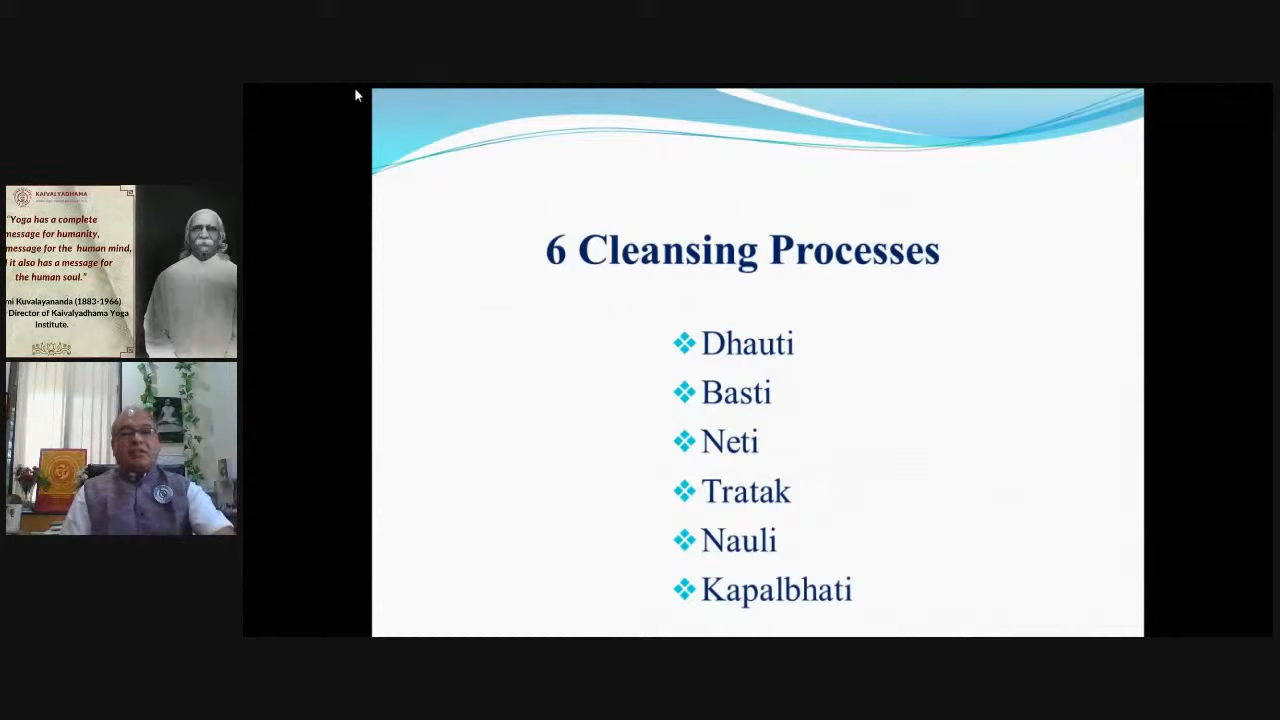 KAIVALYADHAMA
"Yoga has a complete
message for humanity,
message for the human mind,
it also has a message for
the human soul."
Kuvalayananda (1883-1966)
Director of Kaivalyadhama Yoga
Institute.
6 Cleansing Processes
Dhauti
Basti
Neti
Tratak
Nauli
Kapalbhati